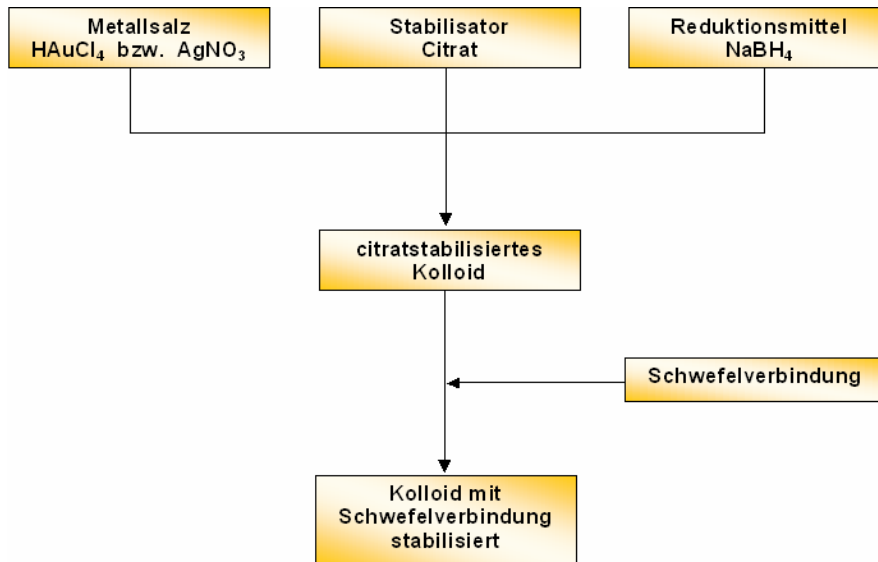 Metallsalz
HAuCl₄ bzw. AgNO₃
Stabilisator
Citrat
Reduktionsmittel
NaBH₄
citratstabilisiertes
Kolloid
Schwefelverbindung
Kolloid mit
Schwefelverbindung
stabilisiert